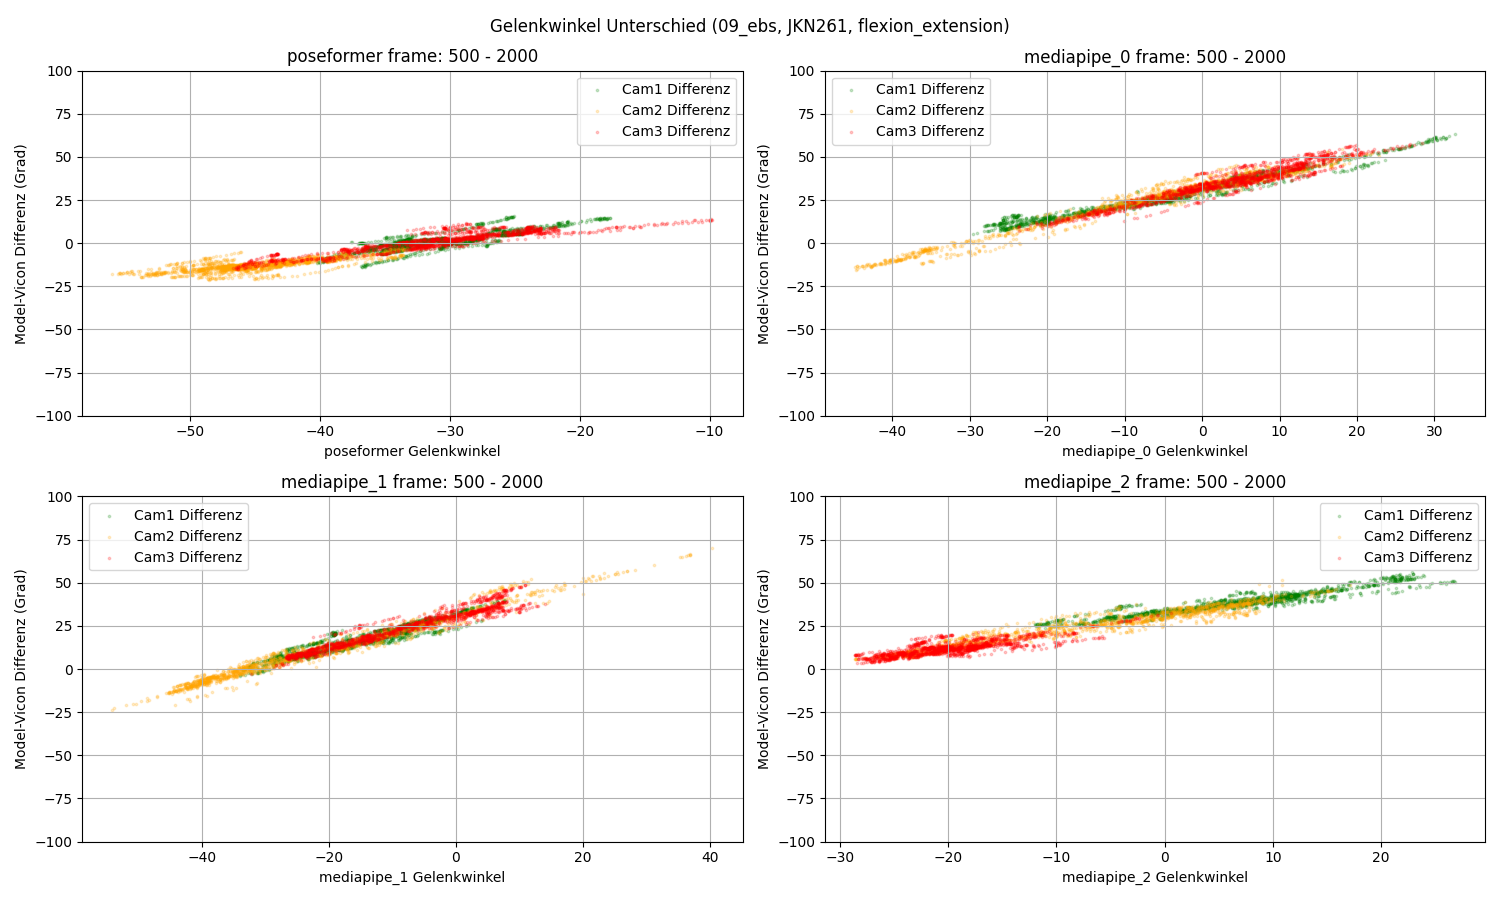 Gelenkwinkel Unterschied (09_ebs, JKN261, flexion_extension)
poseformer frame: 500 - 2000
100
75
50
25
0
−25
−50
−75
−100
Model-Vicon Differenz (Grad)
Cam1 Differenz
Cam2 Differenz
Cam3 Differenz
−50 −40 −30 −20 −10
poseformer Gelenkwinkel
mediapipe_0 frame: 500 - 2000
100
75
50
25
0
−25
−50
−75
−100
Model-Vicon Differenz (Grad)
Cam1 Differenz
Cam2 Differenz
Cam3 Differenz
−40 −30 −20 −10 0 10 20 30
mediapipe_0 Gelenkwinkel
mediapipe_1 frame: 500 - 2000
100
75
50
25
0
−25
−50
−75
−100
Model-Vicon Differenz (Grad)
Cam1 Differenz
Cam2 Differenz
Cam3 Differenz
−40 −20 0 20 40
mediapipe_1 Gelenkwinkel
mediapipe_2 frame: 500 - 2000
100
75
50
25
0
−25
−50
−75
−100
Model-Vicon Differenz (Grad)
Cam1 Differenz
Cam2 Differenz
Cam3 Differenz
−30 −20 −10 0 10 20
mediapipe_2 Gelenkwinkel